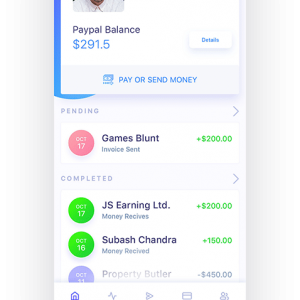 Paypal Balance
$291.5
Details
PAY OR SEND MONEY
PENDING
OCT
17
Games Blunt
Invoice Sent
+$200.00
COMPLETED
OCT
17
JS Earning Ltd.
Money Recives
+$200.00
OCT
16
Subash Chandra
Money Recived
+150.00
OCT
11
Property Butler
-$450.00